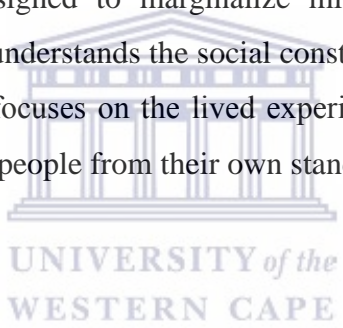 signed to marginalize
understands the social const
focuses on the lived experi
people from their own stand
UNIVERSITY of the
WESTERN CAPE